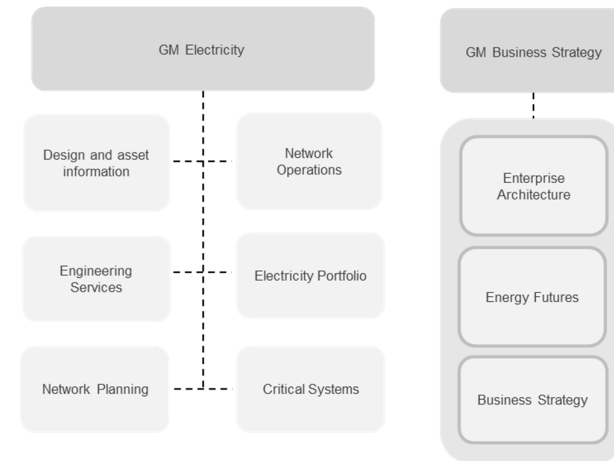 GM Electricity
Design and asset
information
Network
Operations
Engineering
Services
Electricity Portfolio
Network Planning
Critical Systems
GM Business Strategy
Enterprise
Architecture
Energy Futures
Business Strategy